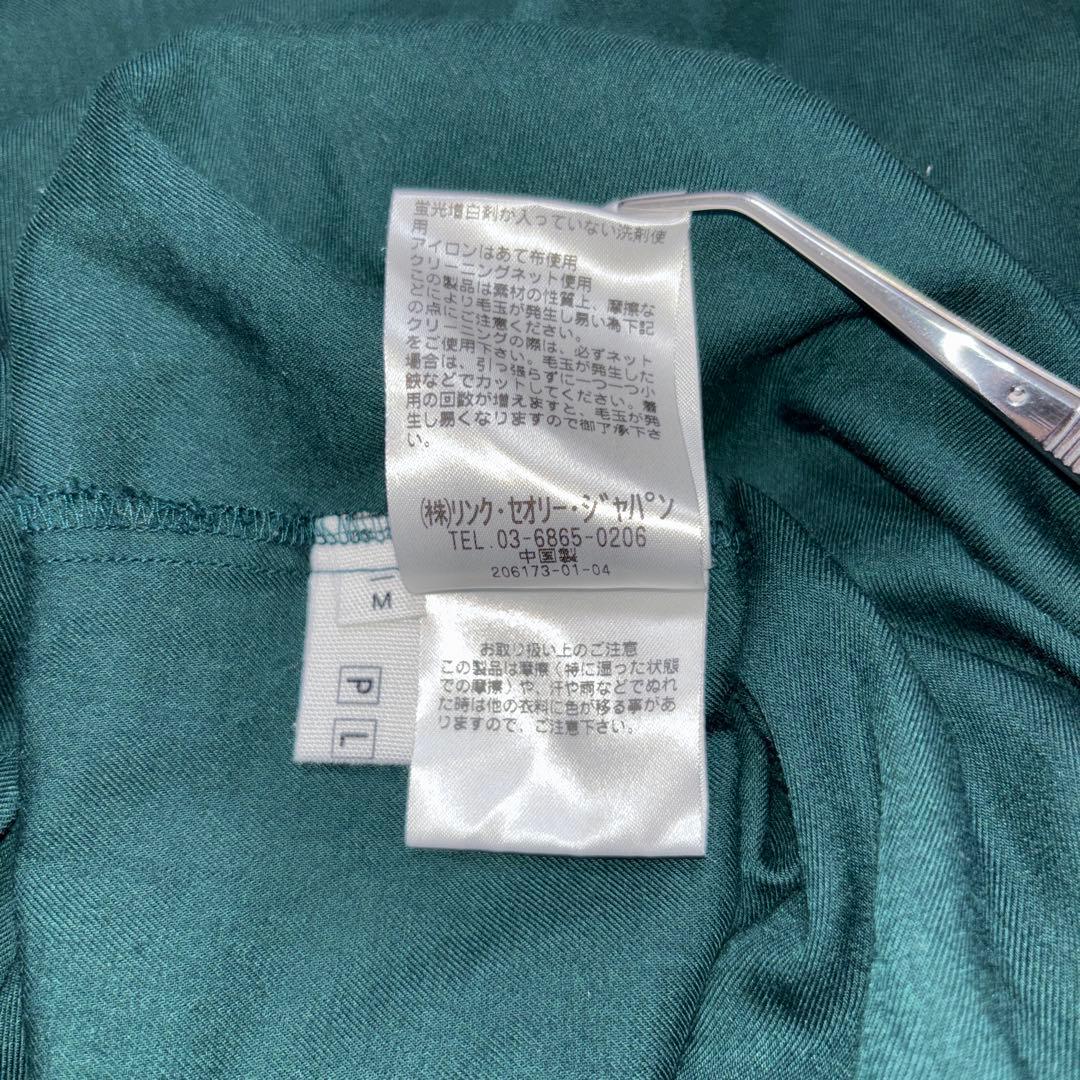 蛍光増白剤が入っていない洗剤使
用
アイロンはあて布使用
クリーニングネット使用
この製品は素材の性質上、摩擦な
どにより毛玉が発生し易い為下記
の点にご注意ください。
クリーニングの際は、必ずネット
をご使用下さい。毛玉が発生した
場合は、引っ張らずに一つ一つ小
鋏などでカットしてください。着
用の回数が増えますと、毛玉が発
生し易くなりますので御了承下さ
い。
(株)リンク・セオリー・ジャパン
TEL.03-6865-0206
中国製
206173-01-04
M
P
L
お取り扱い上のご注意
この製品は摩擦（特に湿った状態
での摩擦）や、汗や雨などでぬれ
た時は他の衣料に色が移る事があ
りますので、ご注意下さい。